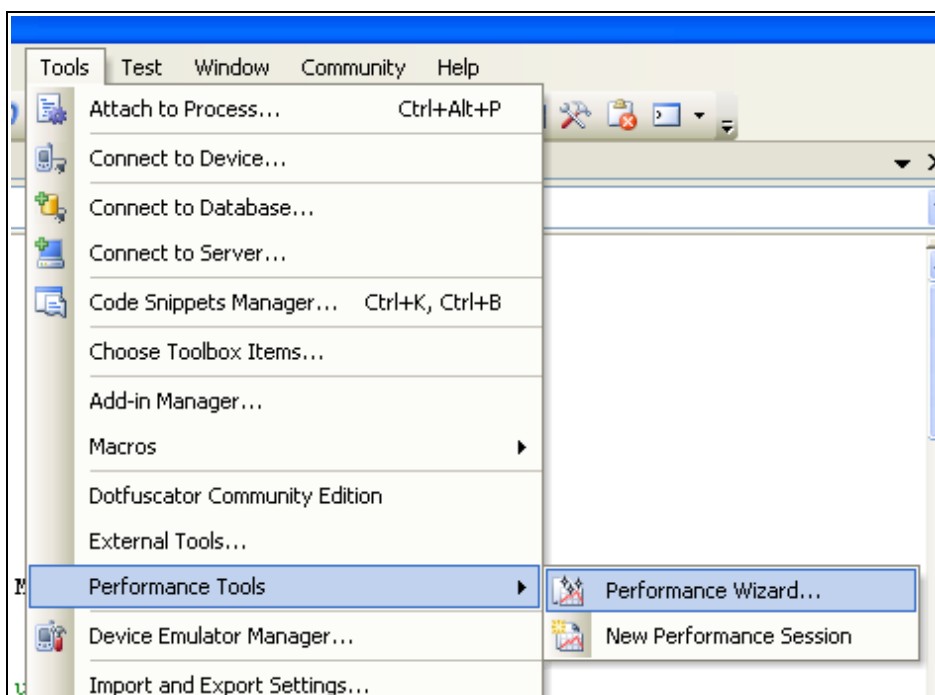 Tools Test Window Community Help
Attach to Process... Ctrl+Alt+P
Connect to Device...
Connect to Database...
Connect to Server...
Code Snippets Manager... Ctrl+K, Ctrl+B
Choose Toolbox Items...
Add-in Manager...
Macros
Dotfuscator Community Edition
External Tools...
Performance Tools
Performance Wizard...
Device Emulator Manager...
New Performance Session
Import and Export Settings...